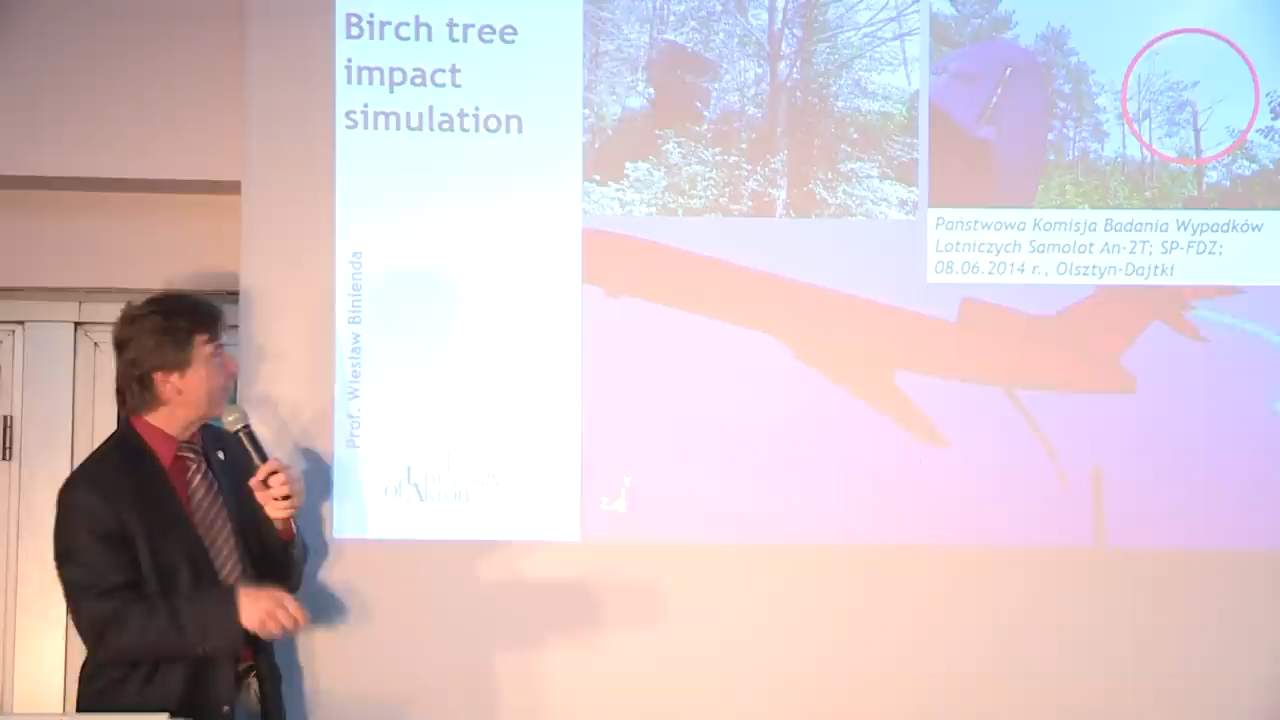 Birch tree
impact
simulation
Panstwowa Komisja Badania Wypadków
Lotniczych Samolot An-2T; SP-FDZ;
08.06.2014 r., Olsztyn-Dajtki
Prof. Wiesław Binienda